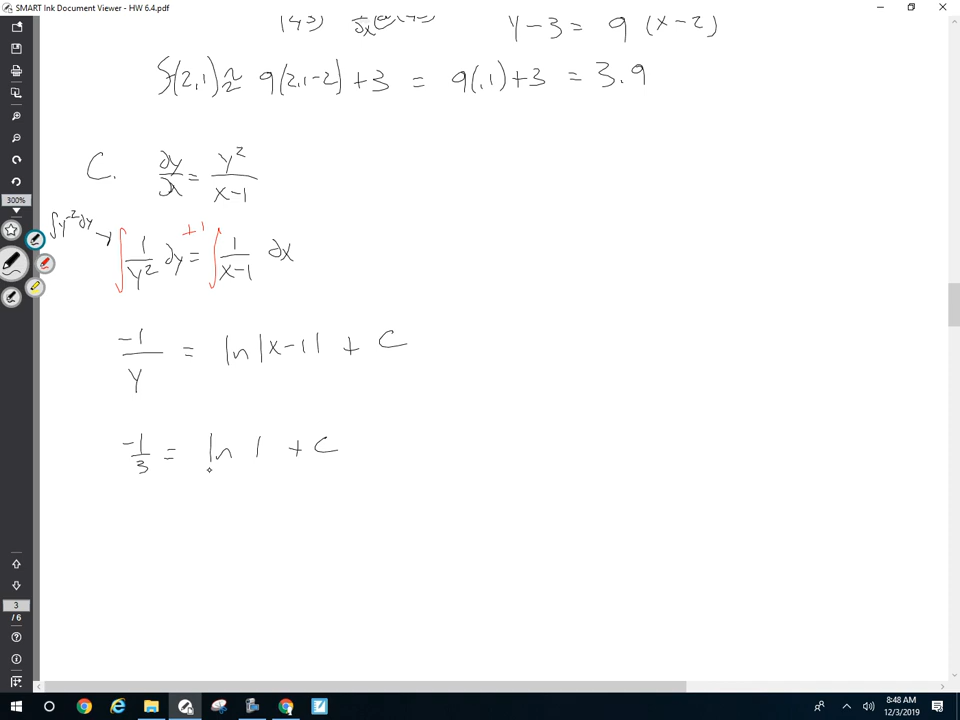 SMART Ink Document Viewer - HW 6.4.pdf
y-3 = 9 (x-2)
f(2.1) ≈ 9(2.1-2)+3 = 9(.1)+3 = 3.9
C. dy/dx = y²/(x-1)
∫y⁻²dy
+1
∫ 1/y² dy = ∫ 1/(x-1) dx
-1/y = ln|x-1| + C
-1/3 = ln 1 + C
300%
3
/ 6
8:48 AM
12/3/2019